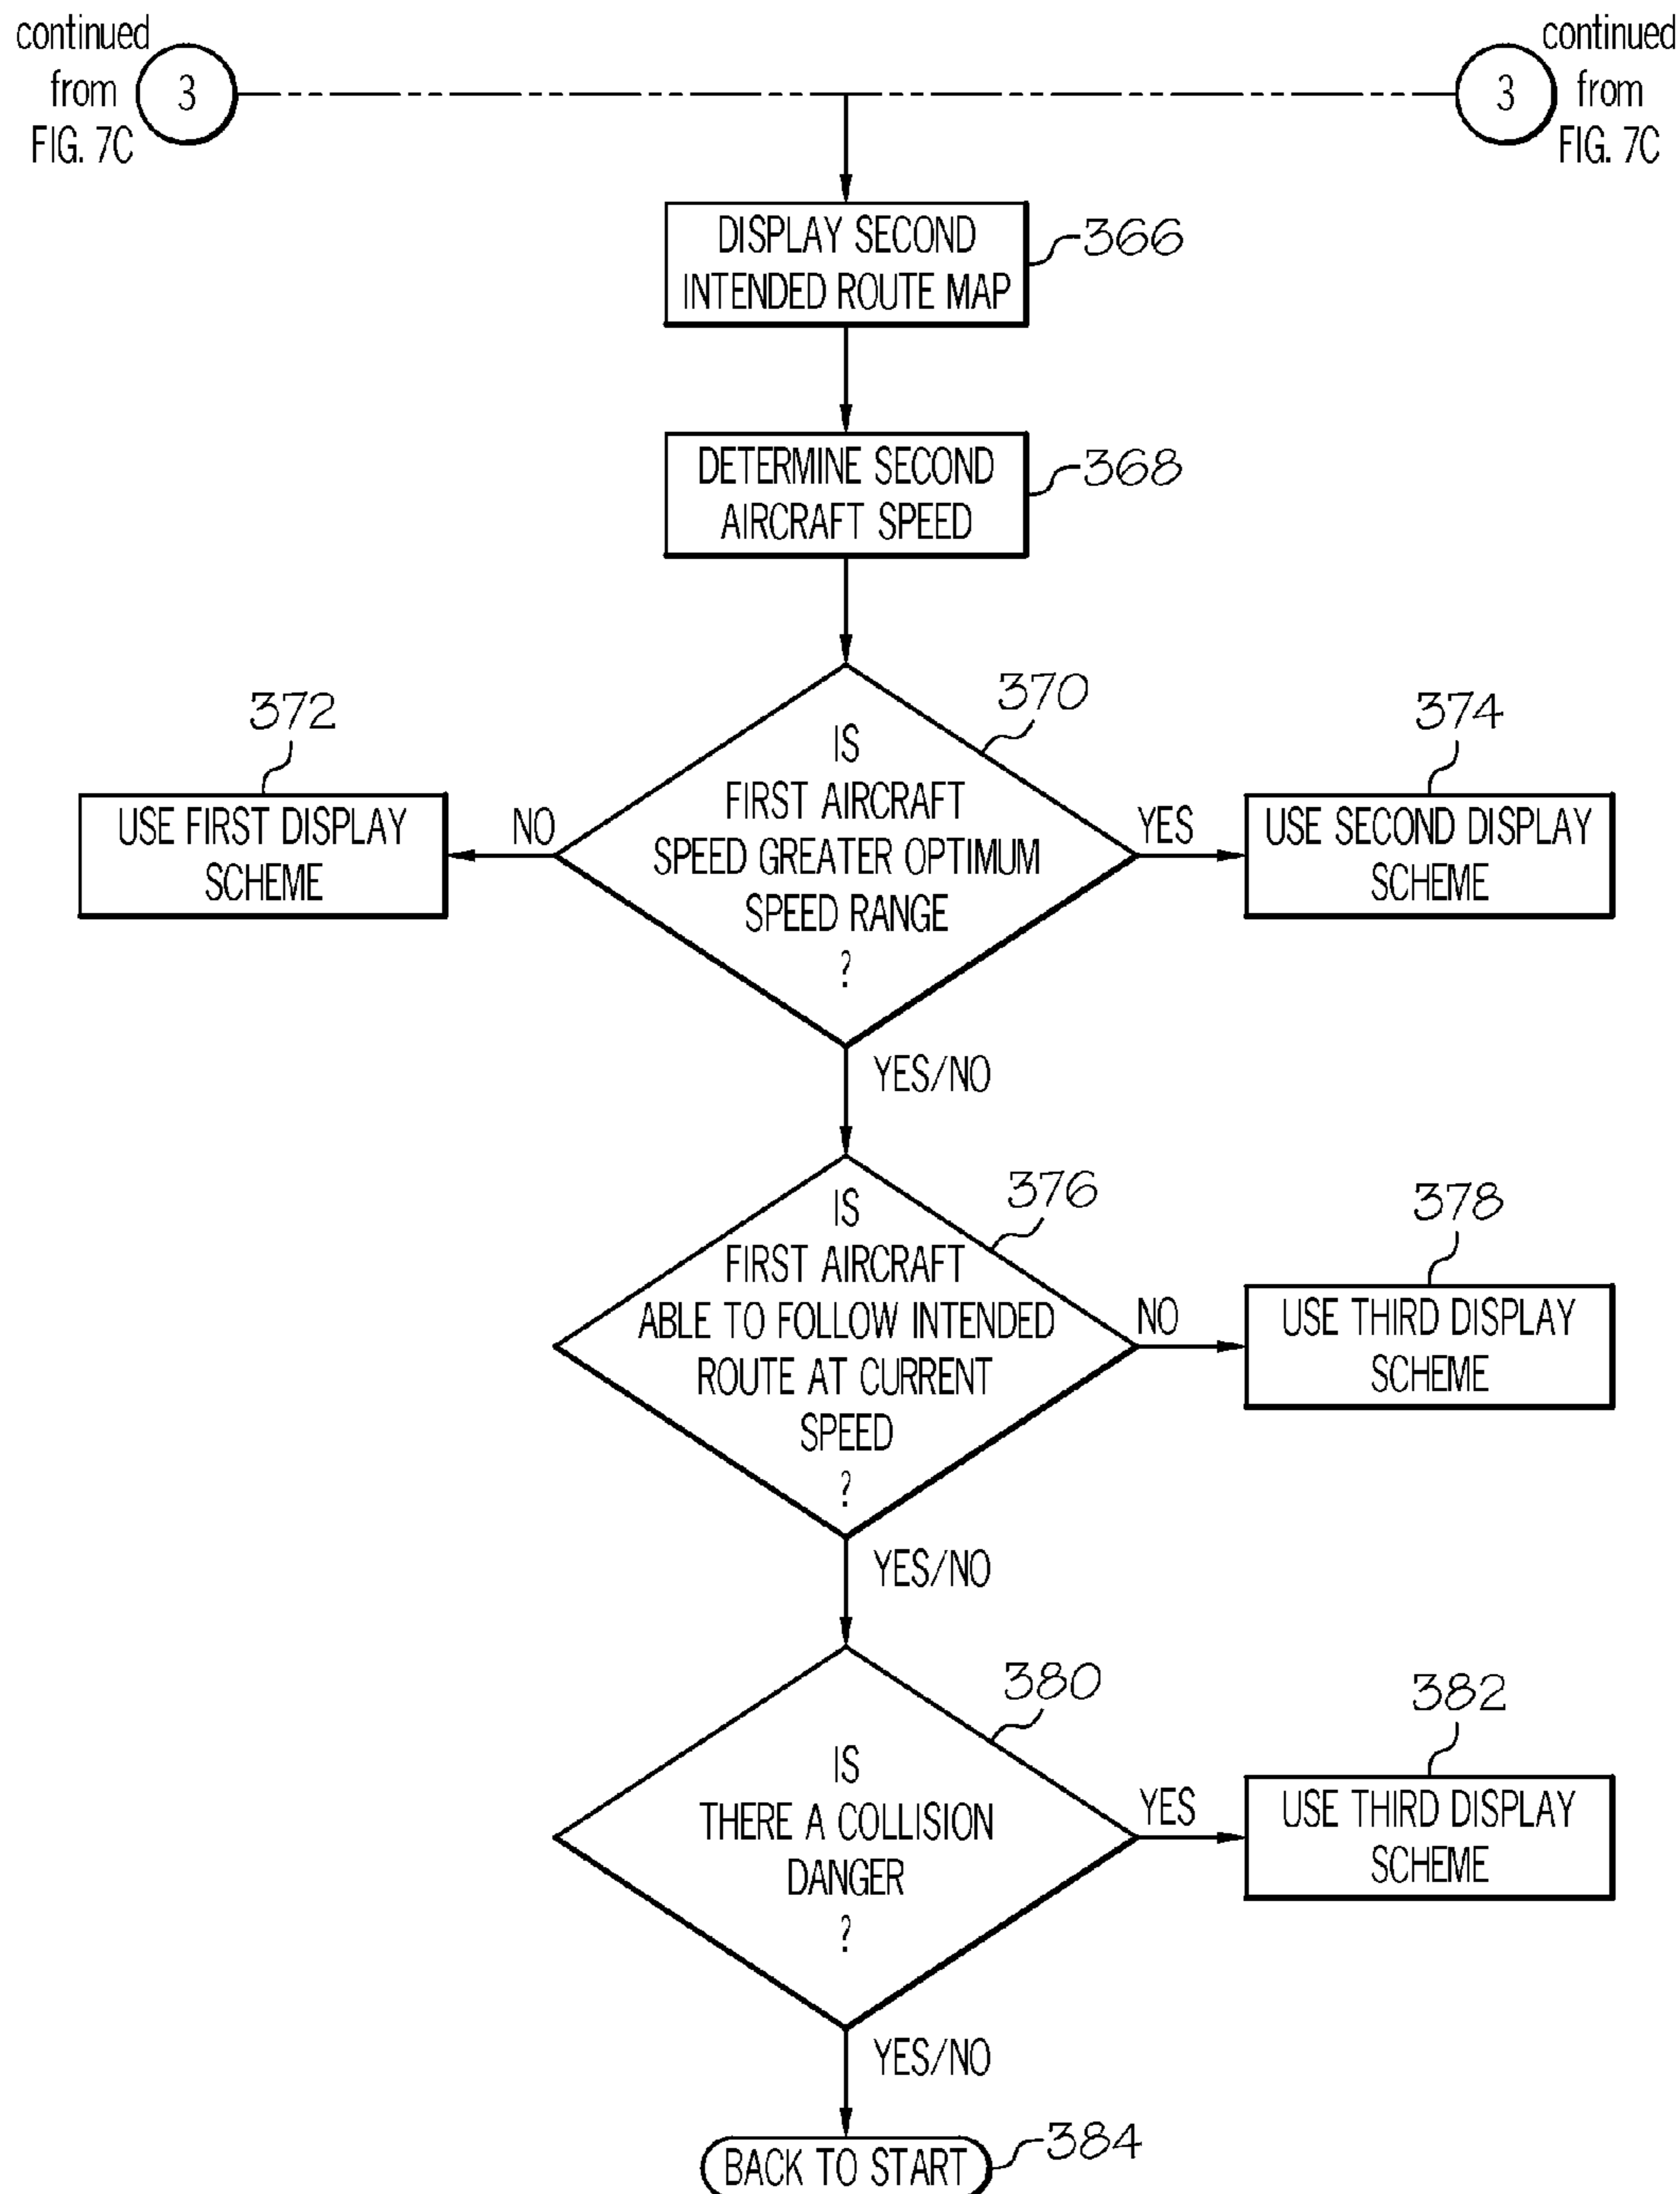 continued
from
FIG. 7C
3
3
continued
from
FIG. 7C
DISPLAY SECOND
INTENDED ROUTE MAP
366
DETERMINE SECOND
AIRCRAFT SPEED
368
370
IS
FIRST AIRCRAFT
SPEED GREATER OPTIMUM
SPEED RANGE
?
372
NO
USE FIRST DISPLAY
SCHEME
374
YES
USE SECOND DISPLAY
SCHEME
YES/NO
376
IS
FIRST AIRCRAFT
ABLE TO FOLLOW INTENDED
ROUTE AT CURRENT
SPEED
?
378
NO
USE THIRD DISPLAY
SCHEME
YES/NO
380
IS
THERE A COLLISION
DANGER
?
382
YES
USE THIRD DISPLAY
SCHEME
YES/NO
BACK TO START
384